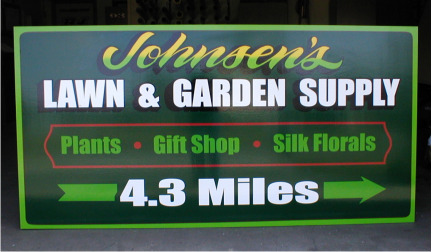 Johnsen's
LAWN & GARDEN SUPPLY
Plants • Gift Shop • Silk Florals
4.3 Miles